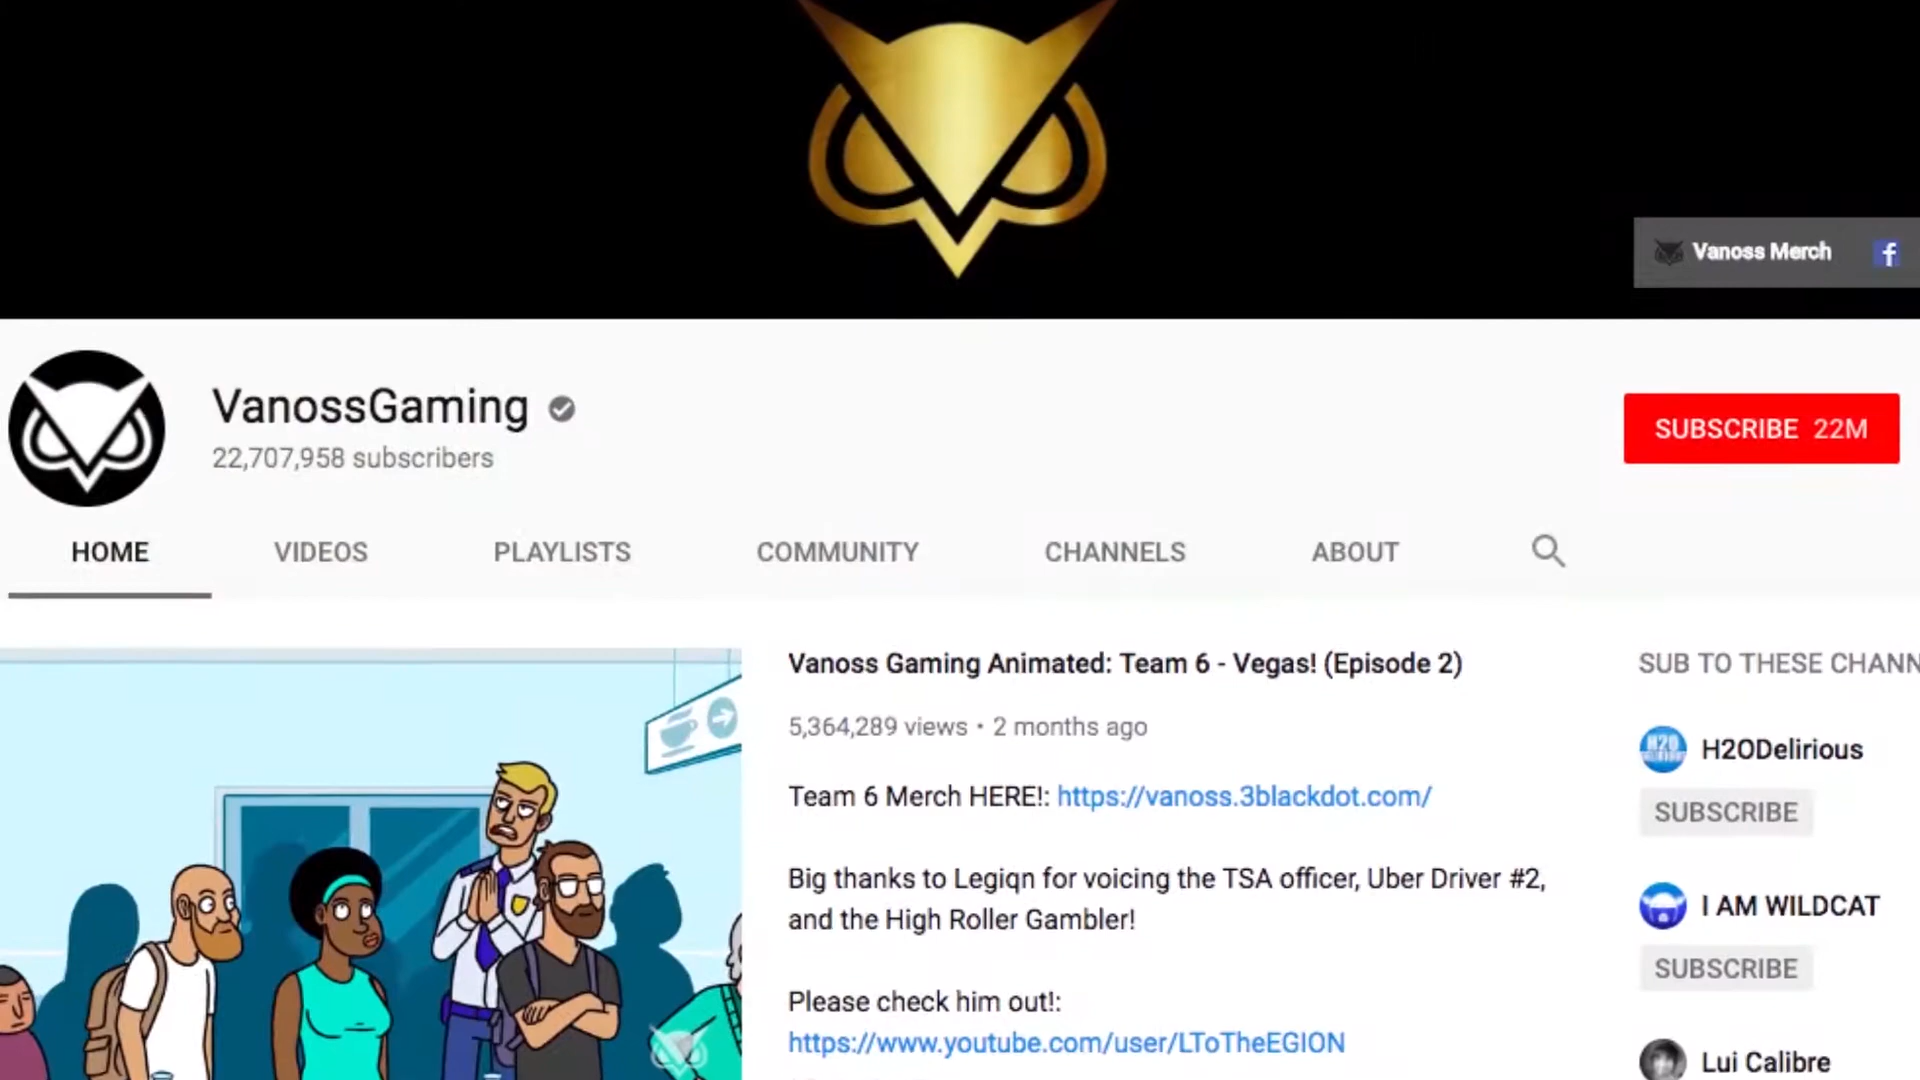 Vanoss Merch
VanossGaming
22,707,958 subscribers
SUBSCRIBE 22M
HOME VIDEOS PLAYLISTS COMMUNITY CHANNELS ABOUT
Vanoss Gaming Animated: Team 6 - Vegas! (Episode 2)
5,364,289 views • 2 months ago
Team 6 Merch HERE!: https://vanoss.3blackdot.com/
Big thanks to Legiqn for voicing the TSA officer, Uber Driver #2,
and the High Roller Gambler!
Please check him out!:
https://www.youtube.com/user/LToTheEGION
SUB TO THESE CHANN
H2O
H2ODelirious
SUBSCRIBE
I AM WILDCAT
SUBSCRIBE
Lui Calibre